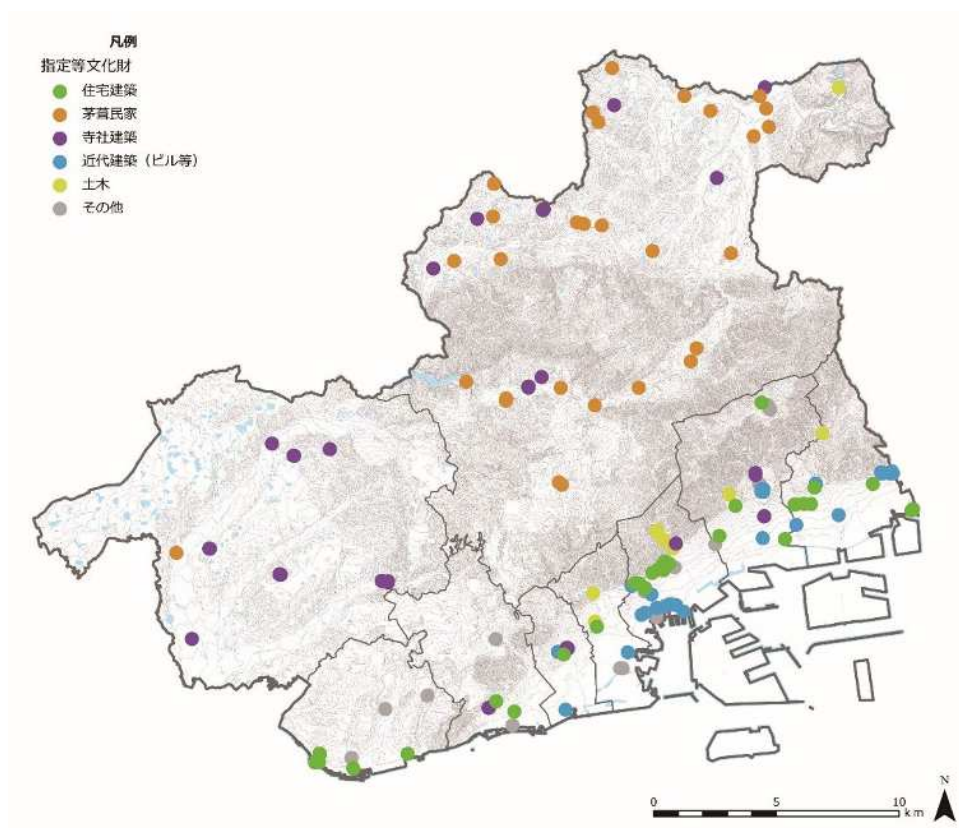 凡例
指定等文化財
住宅建築
茅葺民家
寺社建築
近代建築（ビル等）
土木
その他
N
0 5 10 km